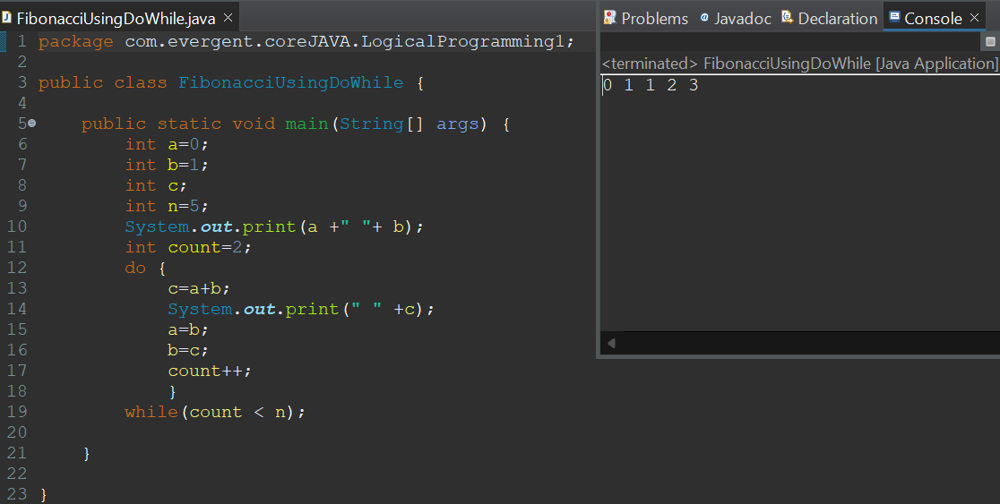 FibonacciUsingDoWhile.java
1 package com.evergent.coreJAVA.LogicalProgramming1;
2
3 public class FibonacciUsingDoWhile {
4
5 public static void main(String[] args) {
6 int a=0;
7 int b=1;
8 int c;
9 int n=5;
10 System.out.print(a +" "+ b);
11 int count=2;
12 do {
13 c=a+b;
14 System.out.print(" " +c);
15 a=b;
16 b=c;
17 count++;
18 }
19 while(count < n);
20
21 }
22
23 }
Problems Javadoc Declaration Console
<terminated> FibonacciUsingDoWhile [Java Application]
0 1 1 2 3